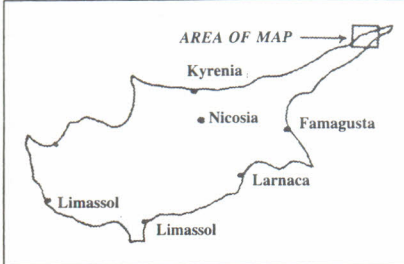 AREA OF MAP
Kyrenia
Nicosia
Famagusta
Larnaca
Limassol
Limassol